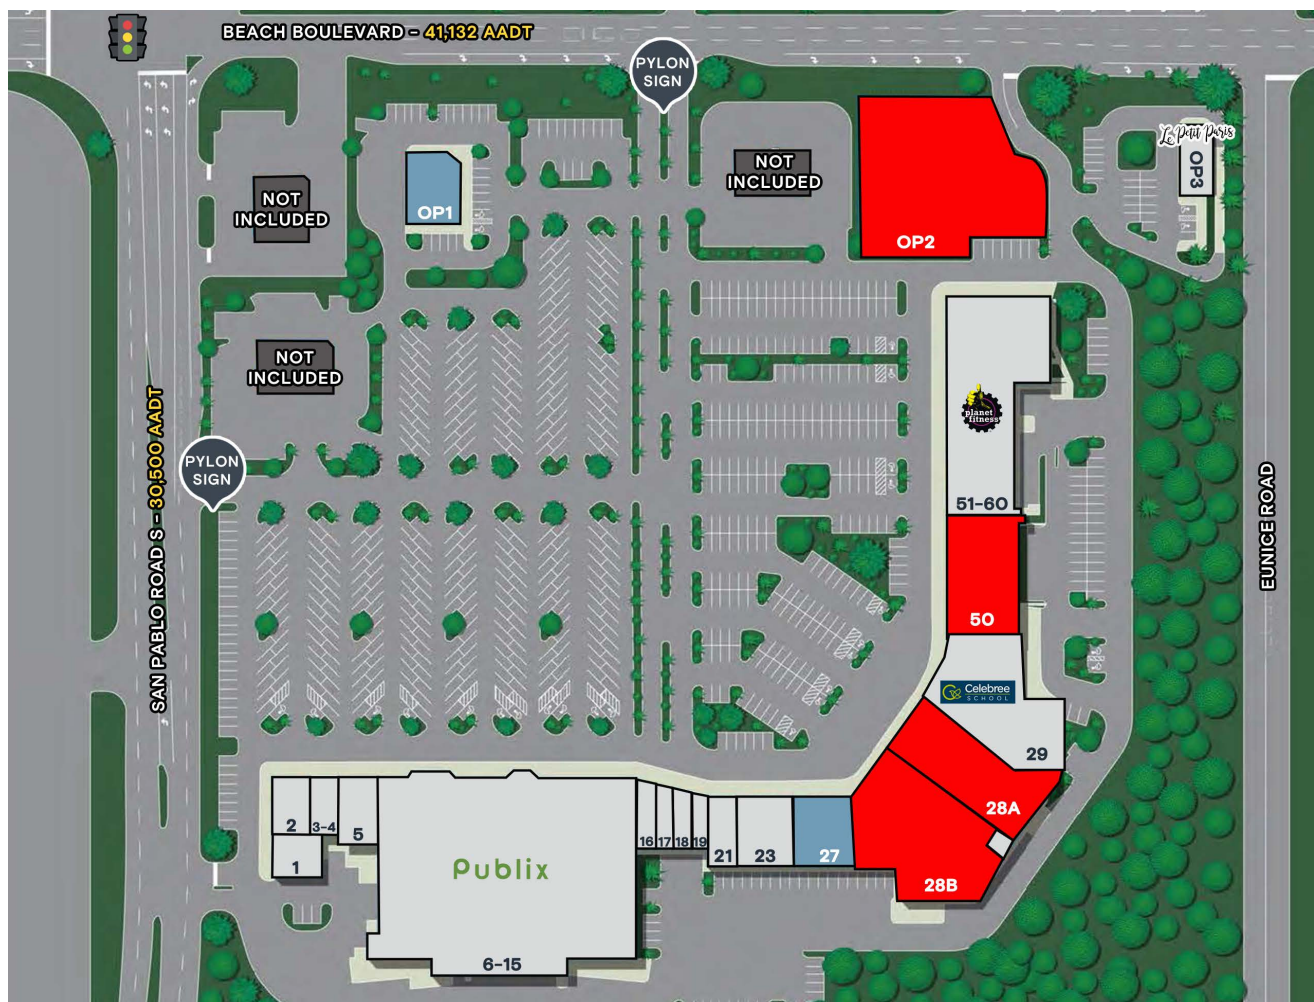 BEACH BOULEVARD - 41,132 AADT
PYLON
SIGN
Le Petit Paris
OP3
NOT
INCLUDED
NOT
INCLUDED
OP1
OP2
NOT
INCLUDED
planet
fitness
PYLON
SIGN
SAN PABLO ROAD S - 30,500 AADT
EUNICE ROAD
51-60
50
Celebree
SCHOOL
29
28A
28B
2
3-4
5
1
Publix
6-15
16
17
18
19
21
23
27